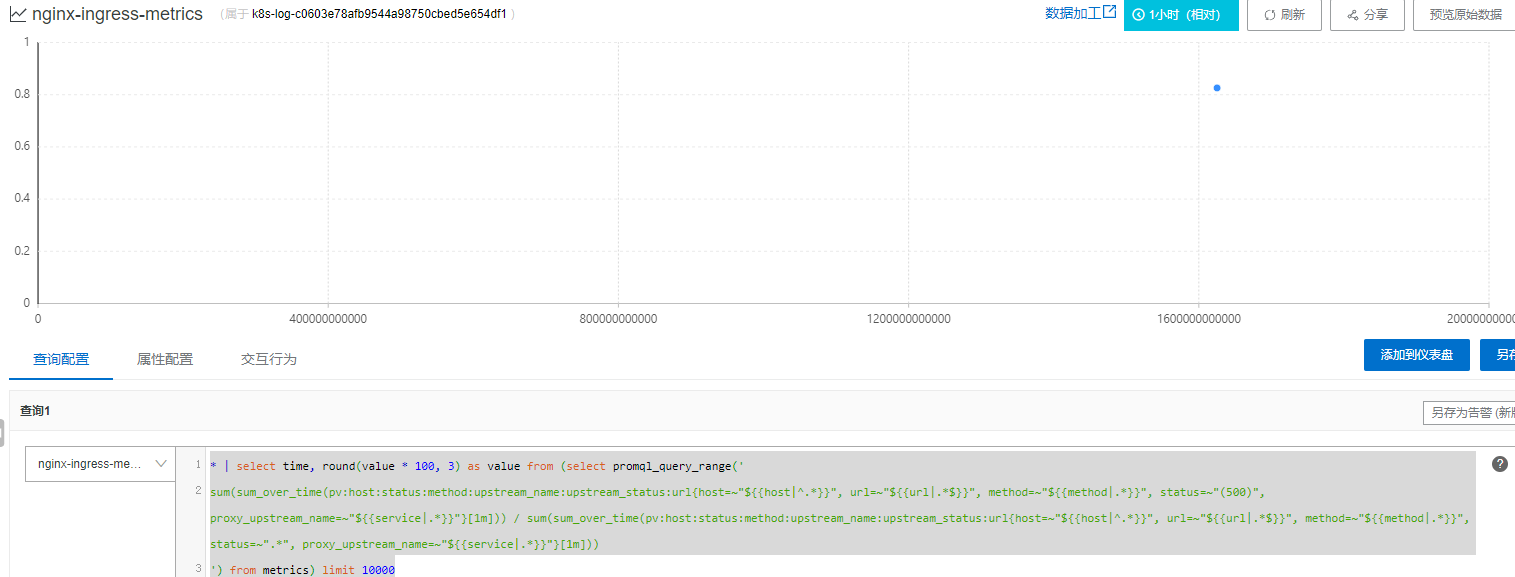 nginx-ingress-metrics (属于 k8s-log-c0603e78afb9544a98750cbed5e654df1 )
数据加工 1小时（相对） 刷新 分享 预览原始数据
1
0.8
0.6
0.4
0.2
0
0 400000000000 800000000000 1200000000000 1600000000000 20000000000
查询配置 属性配置 交互行为
添加到仪表盘 另存
查询1
另存为告警 (新版
nginx-ingress-me...
1 * | select time, round(value * 100, 3) as value from (select promql_query_range('
2 sum(sum_over_time(pv:host:status:method:upstream_name:upstream_status:url{host=~"${{host|^.*}}", url=~"${{url|.*$}}", method=~"${{method|.*}}", status=~"(500)",
proxy_upstream_name=~"${{service|.*}}"}[1m])) / sum(sum_over_time(pv:host:status:method:upstream_name:upstream_status:url{host=~"${{host|^.*}}", url=~"${{url|.*$}}", method=~"${{method|.*}}",
status=~".*", proxy_upstream_name=~"${{service|.*}}"}[1m]))
3 ') from metrics) limit 10000
?